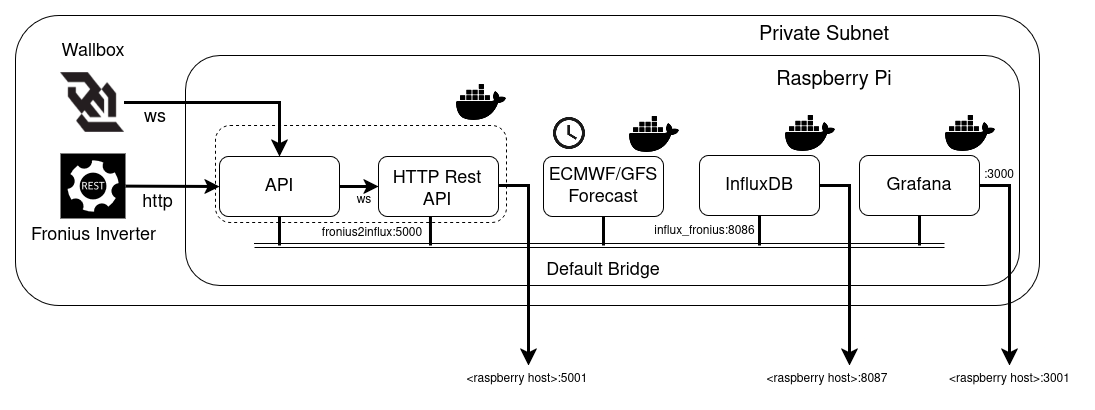 Private Subnet
Wallbox
Raspberry Pi
ws
API
HTTP Rest
API
ECMWF/GFS
Forecast
InfluxDB
Grafana
:3000
REST
http
ws
Fronius Inverter
fronius2influx:5000
influx_fronius:8086
Default Bridge
<raspberry host>:5001
<raspberry host>:8087
<raspberry host>:3001